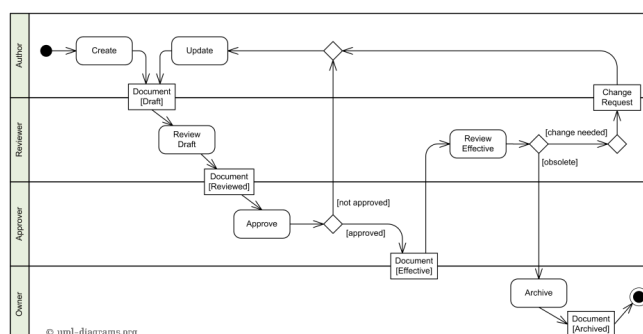 Author
Create
Update
Document
[Draft]
Change
Request
Reviewer
Review
Draft
Review
Effective
[change needed]
[obsolete]
Document
[Reviewed]
Approver
Approve
[not approved]
[approved]
Document
[Effective]
Owner
Archive
Document
[Archived]
© uml-diagrams.org